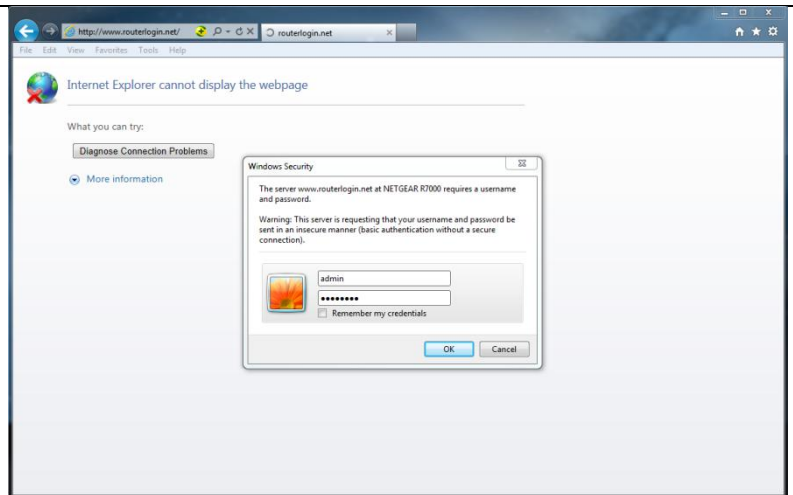 http://www.routerlogin.net/
routerlogin.net
File Edit View Favorites Tools Help
Internet Explorer cannot display the webpage
What you can try:
Diagnose Connection Problems
More information
Windows Security
The server www.routerlogin.net at NETGEAR R7000 requires a username
and password.
Warning: This server is requesting that your username and password be
sent in an insecure manner (basic authentication without a secure
connection).
admin
••••••••
Remember my credentials
OK Cancel